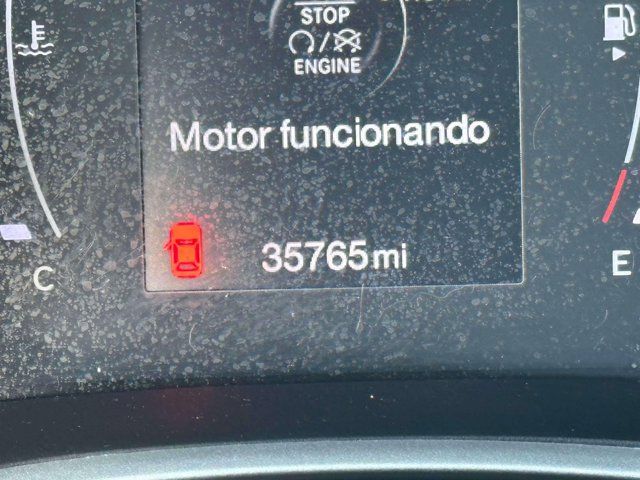 STOP
ENGINE
Motor funcionando
35765 mi
C
E